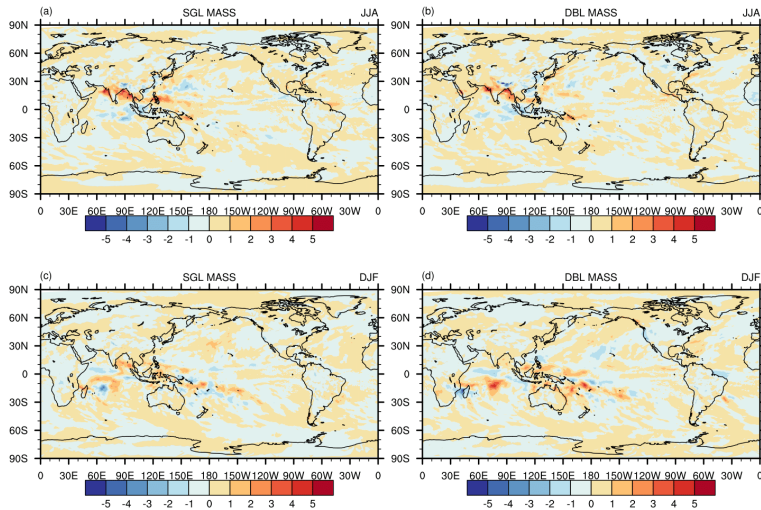 (a) SGL MASS JJA
90N
60N
30N
0
30S
60S
90S
0 30E 60E 90E 120E 150E 180 150W 120W 90W 60W 30W 0
-5 -4 -3 -2 -1 0 1 2 3 4 5
(b) DBL MASS JJA
90N
60N
30N
0
30S
60S
90S
0 30E 60E 90E 120E 150E 180 150W 120W 90W 60W 30W 0
-5 -4 -3 -2 -1 0 1 2 3 4 5
(c) SGL MASS DJF
90N
60N
30N
0
30S
60S
90S
0 30E 60E 90E 120E 150E 180 150W 120W 90W 60W 30W 0
-5 -4 -3 -2 -1 0 1 2 3 4 5
(d) DBL MASS DJF
90N
60N
30N
0
30S
60S
90S
0 30E 60E 90E 120E 150E 180 150W 120W 90W 60W 30W 0
-5 -4 -3 -2 -1 0 1 2 3 4 5